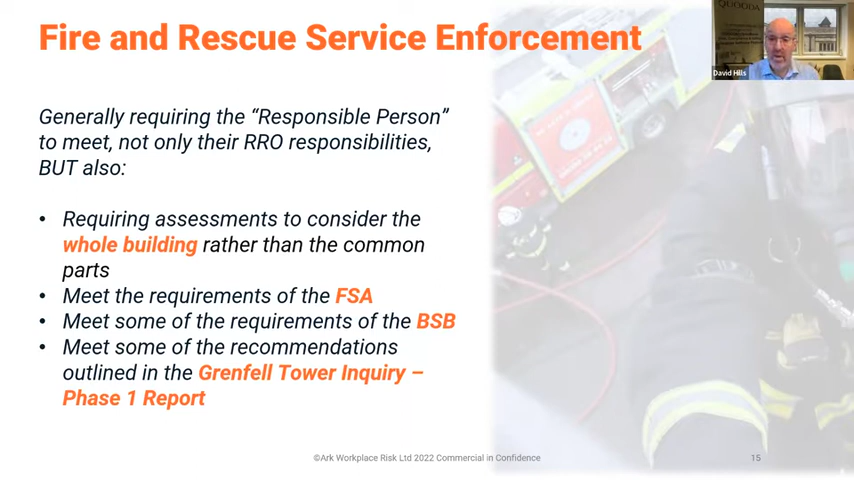 Fire and Rescue Service Enforcement
QUOODA
David Hills
Generally requiring the “Responsible Person”
to meet, not only their RRO responsibilities,
BUT also:
• Requiring assessments to consider the
whole building rather than the common
parts
• Meet the requirements of the FSA
• Meet some of the requirements of the BSB
• Meet some of the recommendations
outlined in the Grenfell Tower Inquiry –
Phase 1 Report
©Ark Workplace Risk Ltd 2022 Commercial in Confidence
15